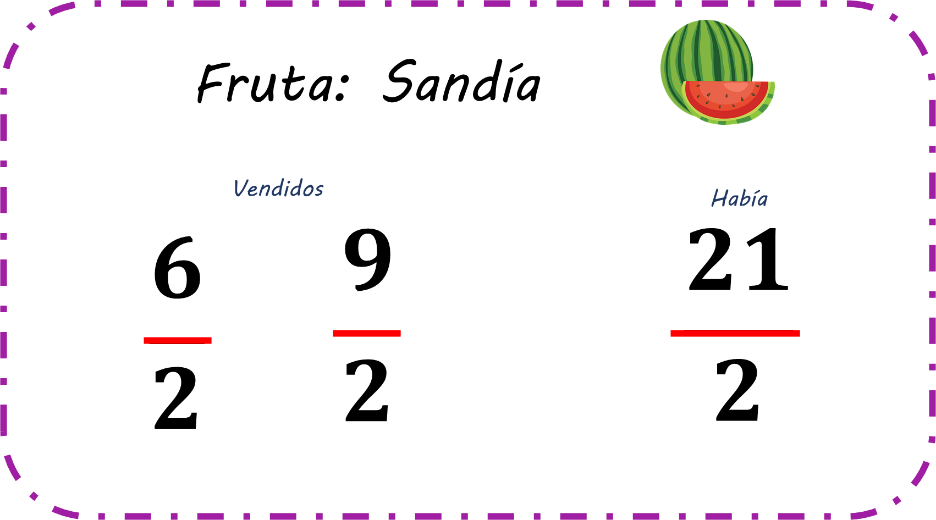 Fruta: Sandía
Vendidos
Había
6 9 21
2 2 2